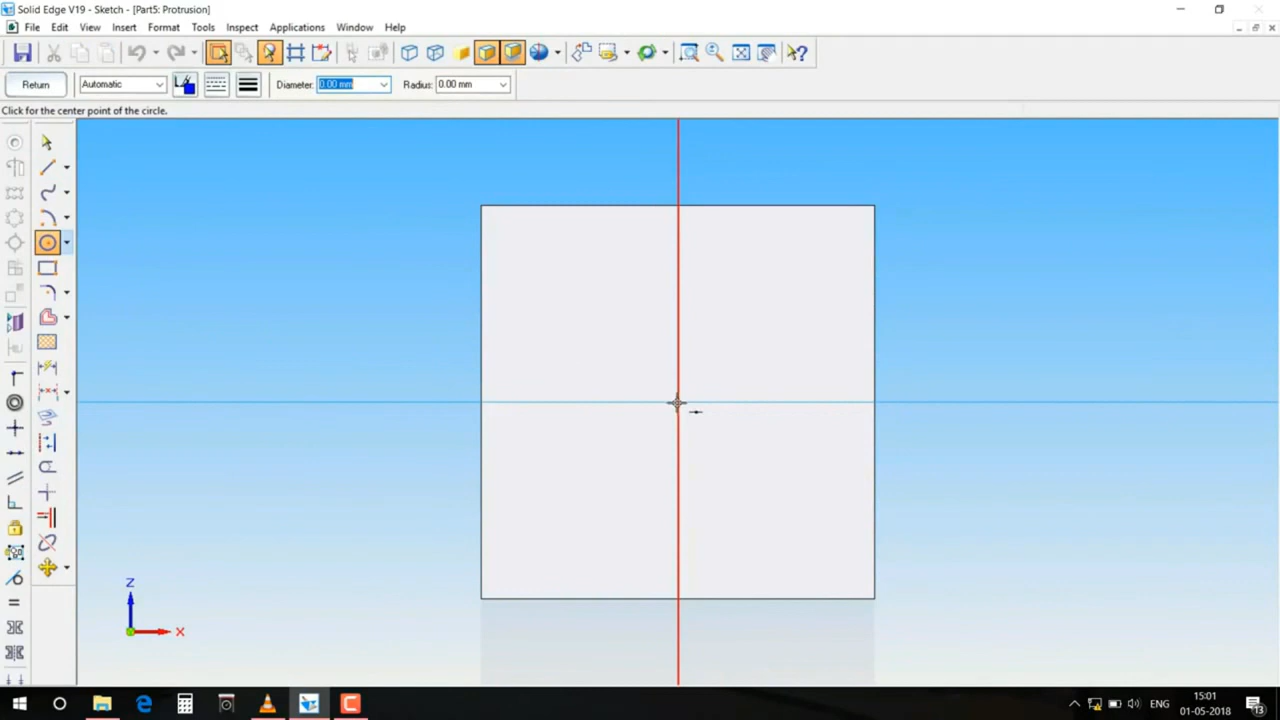 Solid Edge V19 - Sketch - [Part5: Protrusion]
File Edit View Insert Format Tools Inspect Applications Window Help
Return Automatic Diameter: 0.00 mm Radius: 0.00 mm
Click for the center point of the circle.
Z
X
ENG
15:01
01-05-2018
13